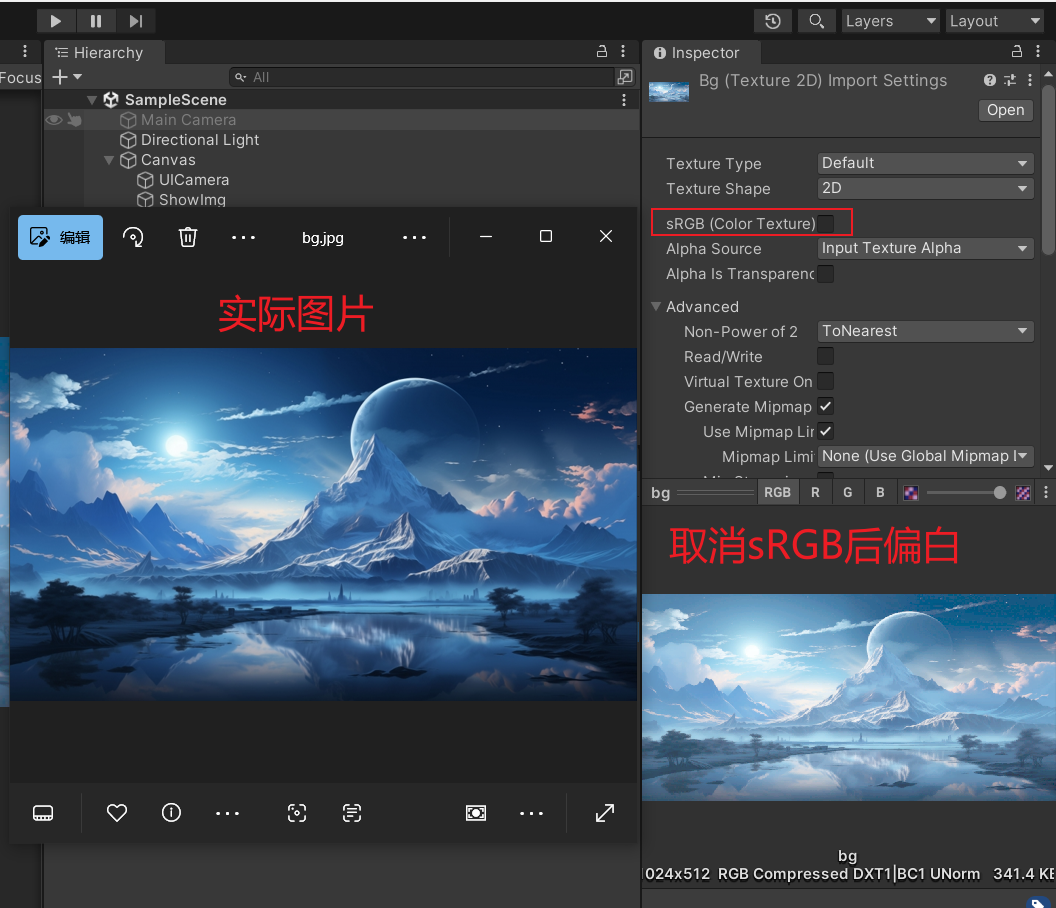 Layers
Layout
Hierarchy
Inspector
Focus
All
Bg (Texture 2D) Import Settings
Open
SampleScene
Main Camera
Directional Light
Canvas
UICamera
ShowImg
Texture Type
Default
Texture Shape
2D
sRGB (Color Texture)
Alpha Source
Input Texture Alpha
Alpha Is Transparenc
Advanced
Non-Power of 2
ToNearest
Read/Write
Virtual Texture On
Generate Mipmap
Use Mipmap Lir
Mipmap Limi
None (Use Global Mipmap
编辑
bg.jpg
实际图片
bg
RGB
R
G
B
取消sRGB后偏白
bg
024x512 RGB Compressed DXT1|BC1 UNorm 341.4 KE